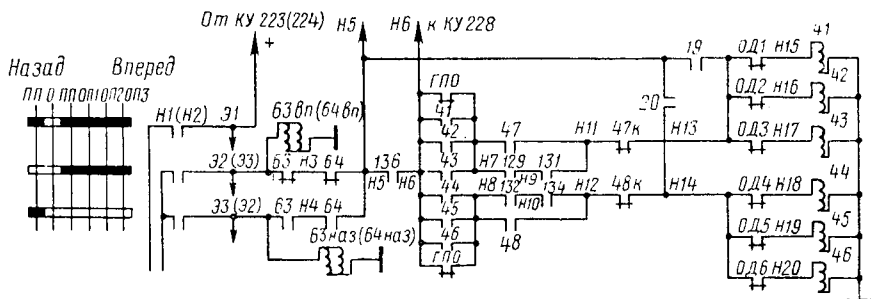 От КУ 223(224)
+
Н5
Н6
к КУ 228
41
19
ОД1
Н15
42
Назад
Вперед
ПП
О
ПП
О
П1
О
П2
О
П3
ГПО
ОД2
Н16
43
Н1(Н2)
Э1
63вп(64вп)
41
20
42
47
Н11
47к
Н13
ОД3
Н17
Э2(Э3)
63
Н3
64
136
43
Н7
129
131
44
Н5
Н6
Н9
44
Н8
132
134
Н12
48к
Н14
ОД4
Н18
45
Э3(Э2)
63
Н4
64
45
Н10
ОД5
Н19
46
46
48
63наз(64наз)
ГПО
ОД6
Н20